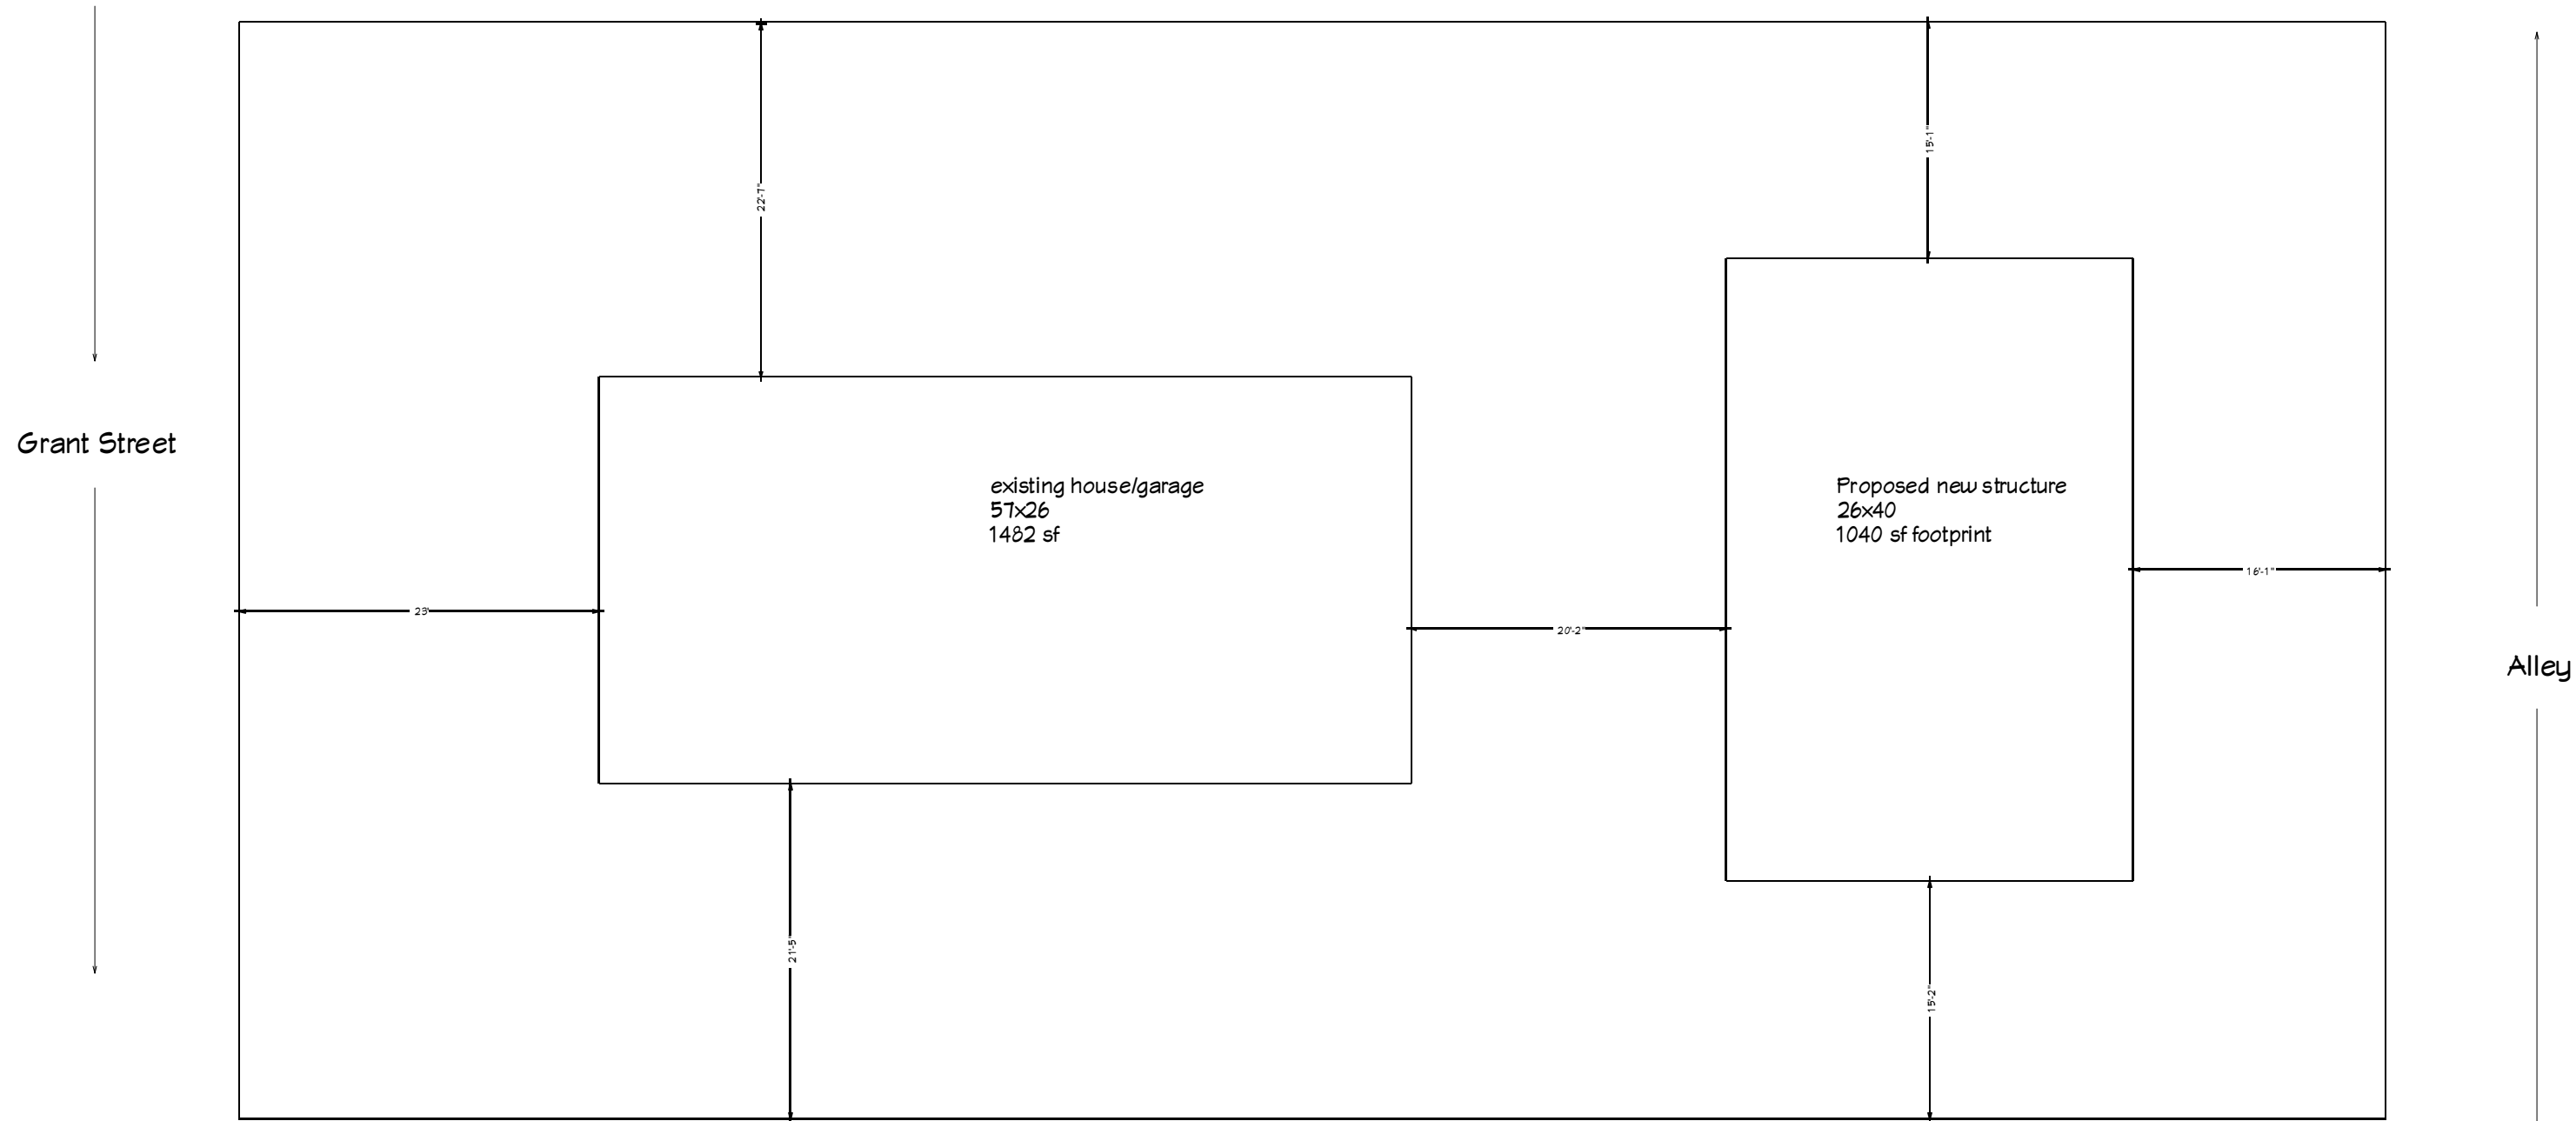 22'-7"
15'-1"
Grant Street
existing house/garage
57x26
1482 sf
Proposed new structure
26x40
1040 sf footprint
16'-1"
23'
20'-2"
Alley
21'-5"
15'-2"